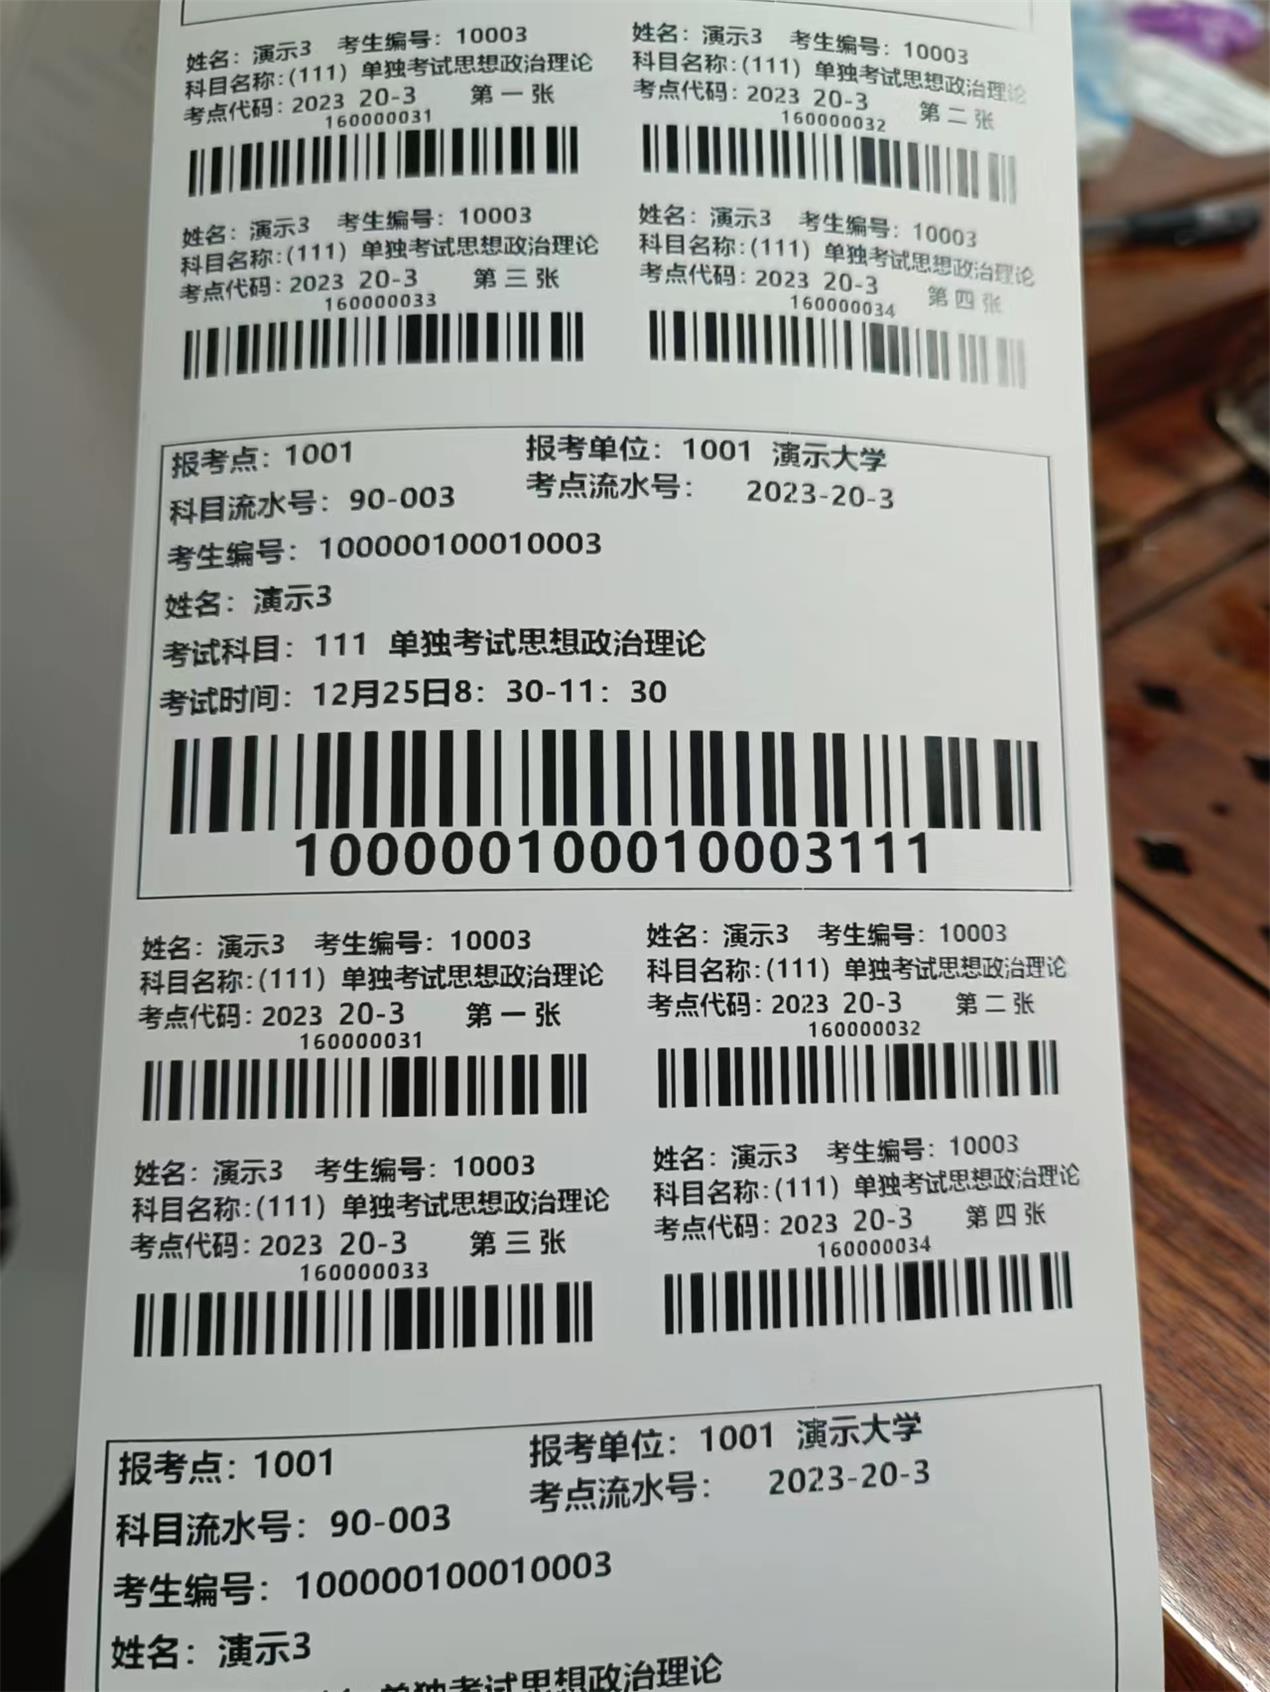 姓名：演示3 考生编号：10003
科目名称:(111) 单独考试思想政治理论
考点代码：2023 20-3 第 一 张
160000031
姓名：演示3 考生编号：10003
科目名称:(111) 单独考试思想政治理论
考点代码：2023 20-3 第 二 张
160000032
姓名：演示3 考生编号：10003
科目名称:(111) 单独考试思想政治理论
考点代码：2023 20-3 第 三 张
160000033
姓名：演示3 考生编号：10003
科目名称:(111) 单独考试思想政治理论
考点代码：2023 20-3 第 四 张
160000034
报考点：1001 报考单位：1001 演示大学
科目流水号：90-003 考点流水号： 2023-20-3
考生编号：100000100010003
姓名：演示3
考试科目：111 单独考试思想政治理论
考试时间：12月25日8：30-11：30
100000100010003111
姓名：演示3 考生编号：10003
科目名称:(111) 单独考试思想政治理论
考点代码：2023 20-3 第 一 张
160000031
姓名：演示3 考生编号：10003
科目名称:(111) 单独考试思想政治理论
考点代码：2023 20-3 第 二 张
160000032
姓名：演示3 考生编号：10003
科目名称:(111) 单独考试思想政治理论
考点代码：2023 20-3 第 三 张
160000033
姓名：演示3 考生编号：10003
科目名称:(111) 单独考试思想政治理论
考点代码：2023 20-3 第 四 张
160000034
报考点：1001 报考单位：1001 演示大学
科目流水号：90-003 考点流水号： 2023-20-3
考生编号：100000100010003
姓名：演示3
单独考试思想政治理论